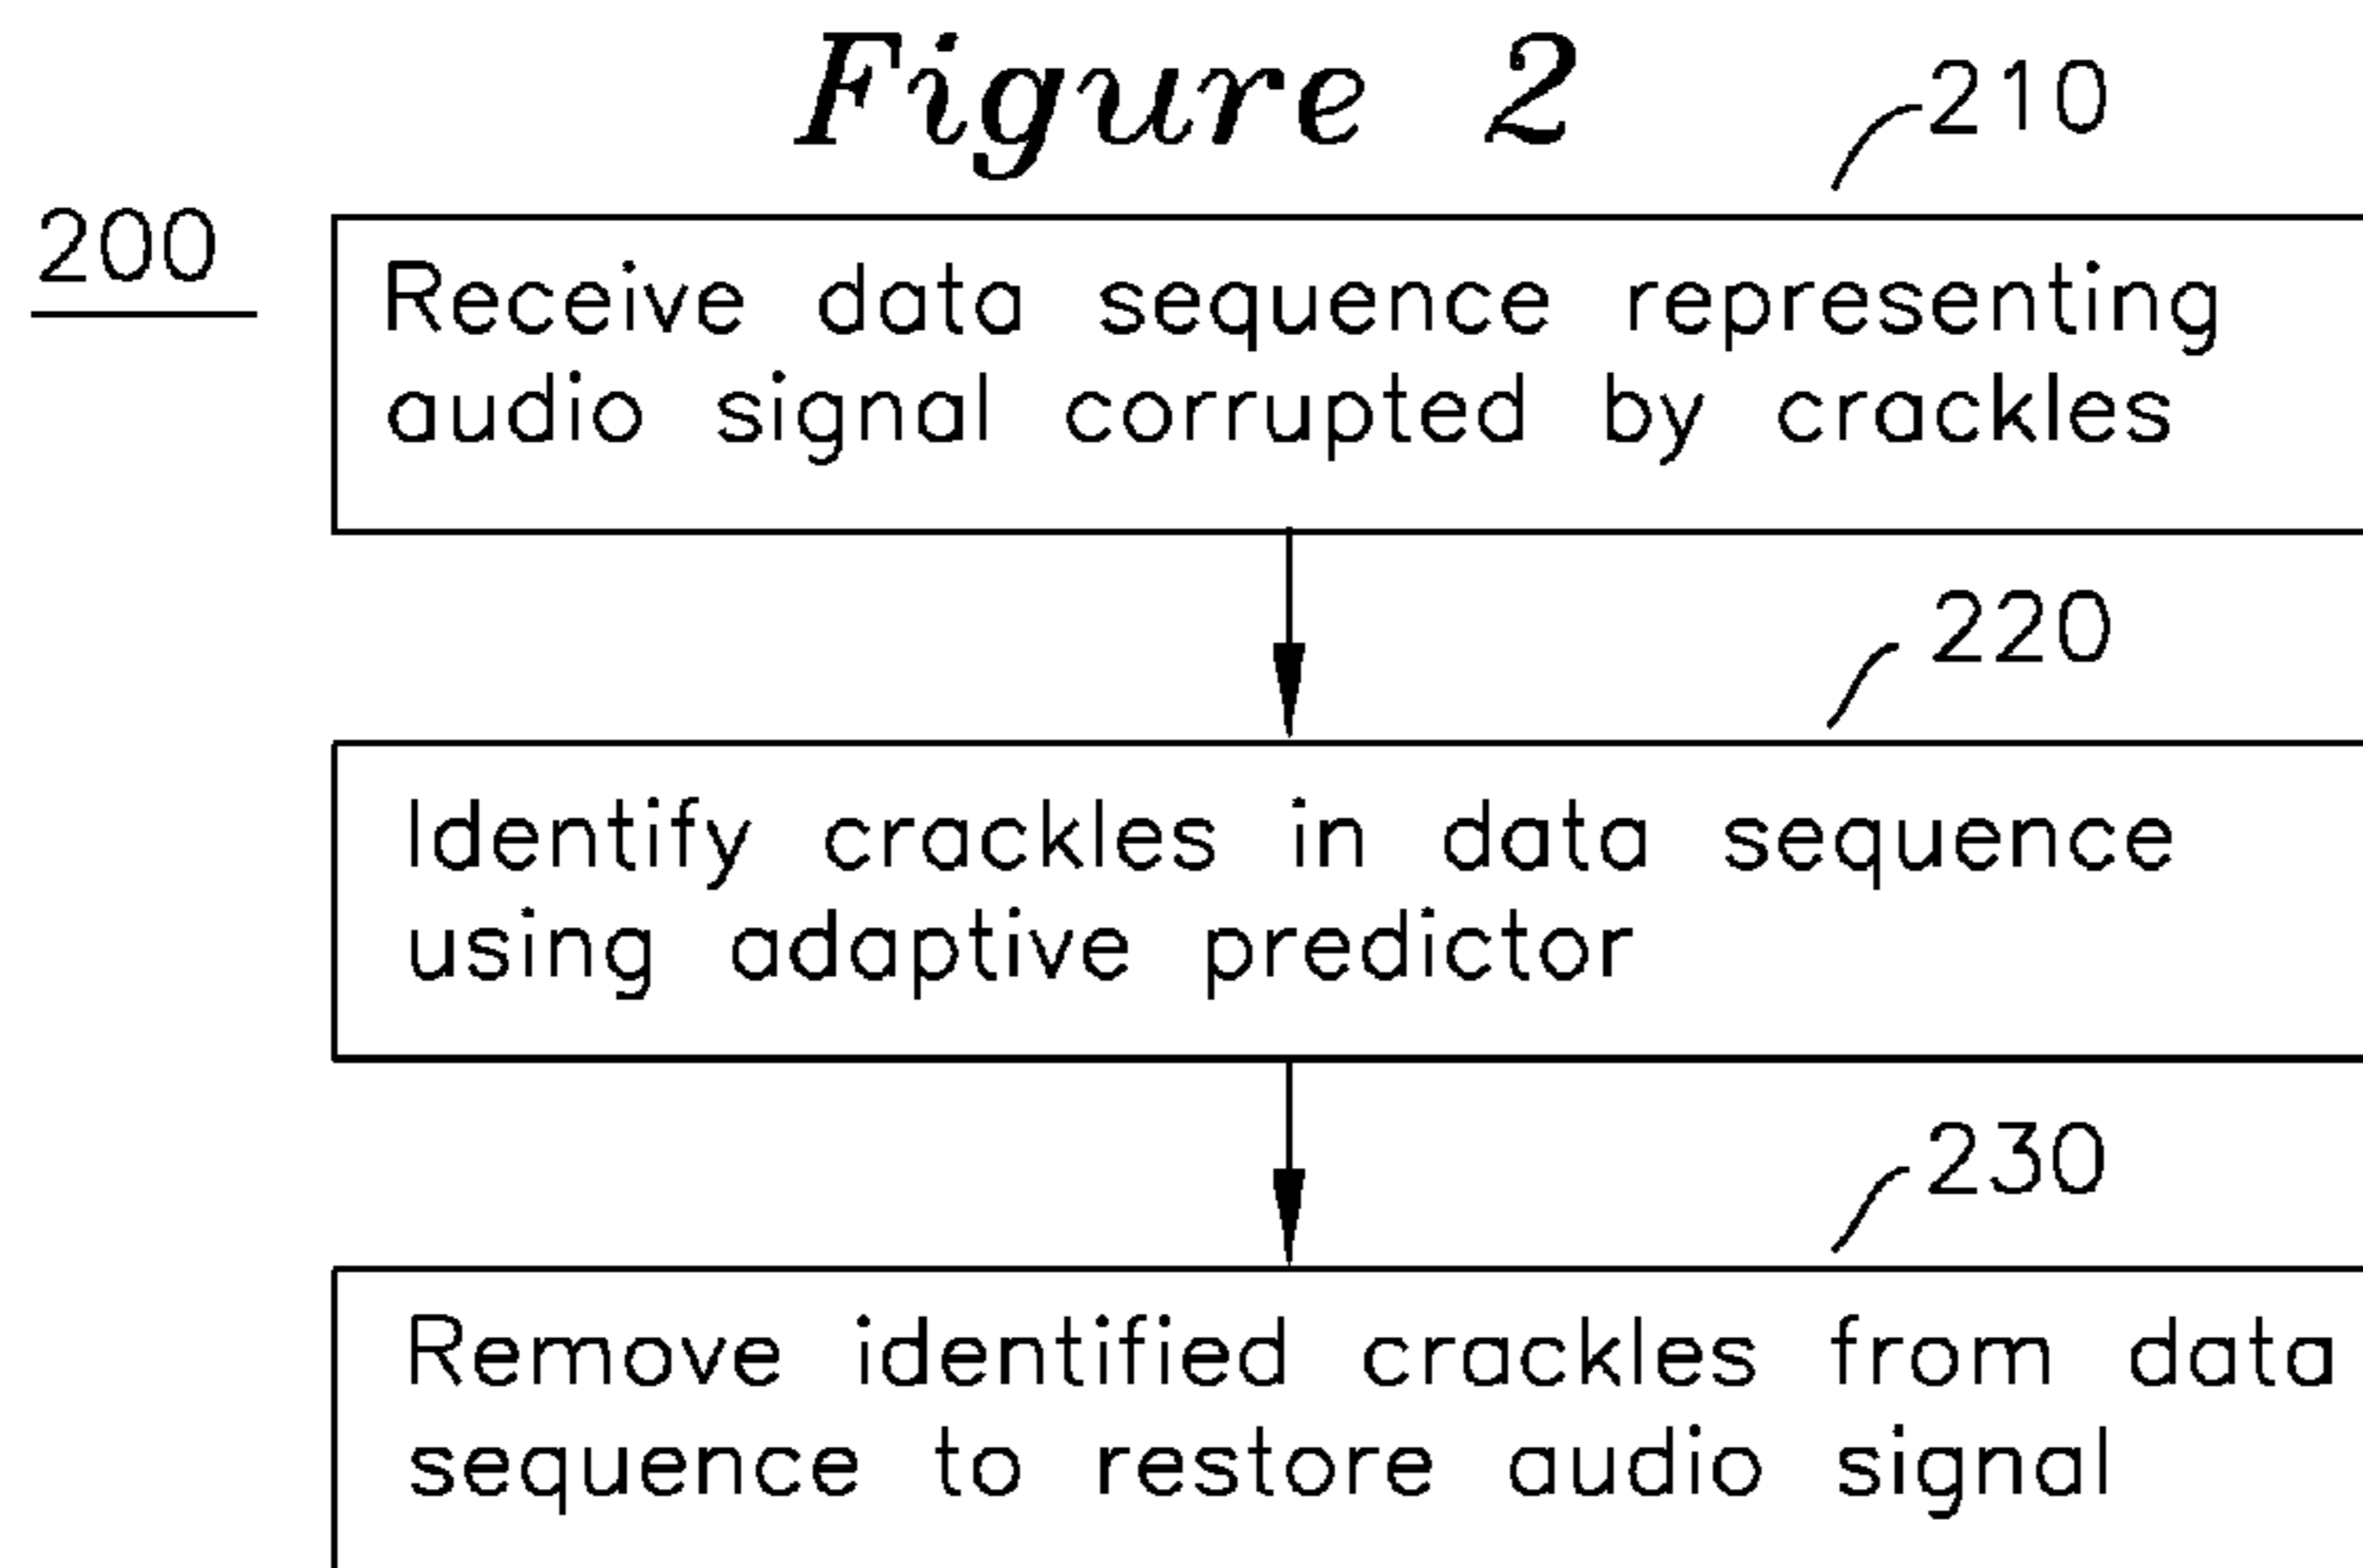 Figure 2
210
200
Receive data sequence representing
audio signal corrupted by crackles
220
Identify crackles in data sequence
using adaptive predictor
230
Remove identified crackles from data
sequence to restore audio signal